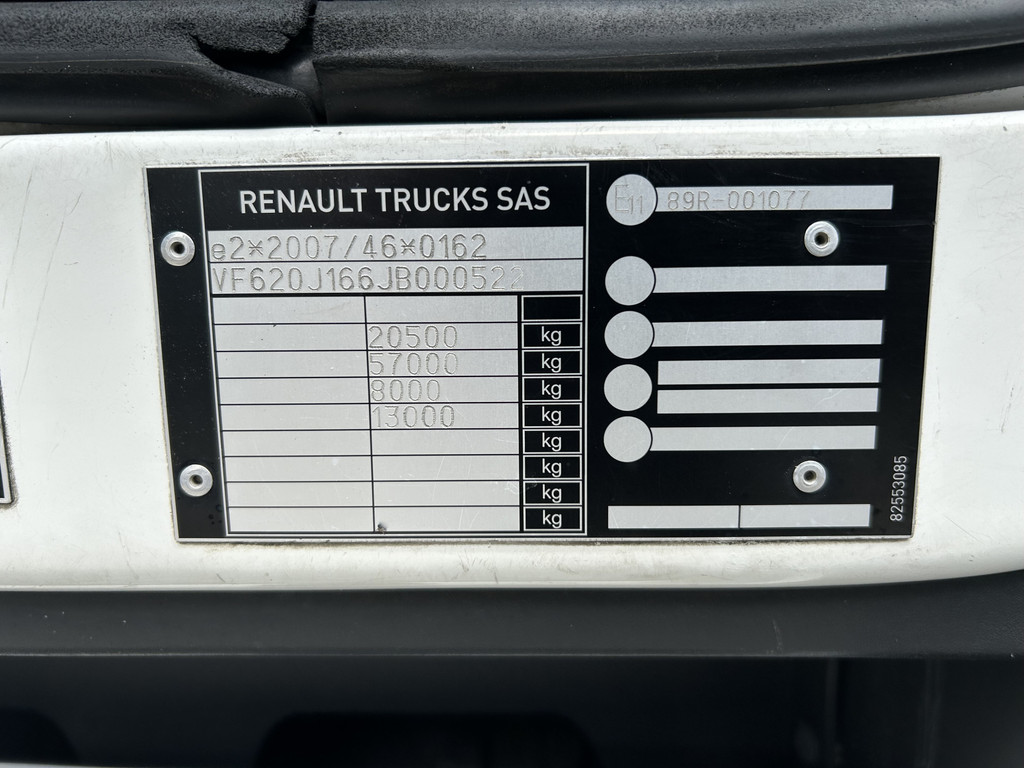 RENAULT TRUCKS SAS
e2*2007/46*0162
VF620J166JB000522
20500 kg
57000 kg
8000 kg
13000 kg
kg
kg
kg
kg
E11 89R-001077
82553085